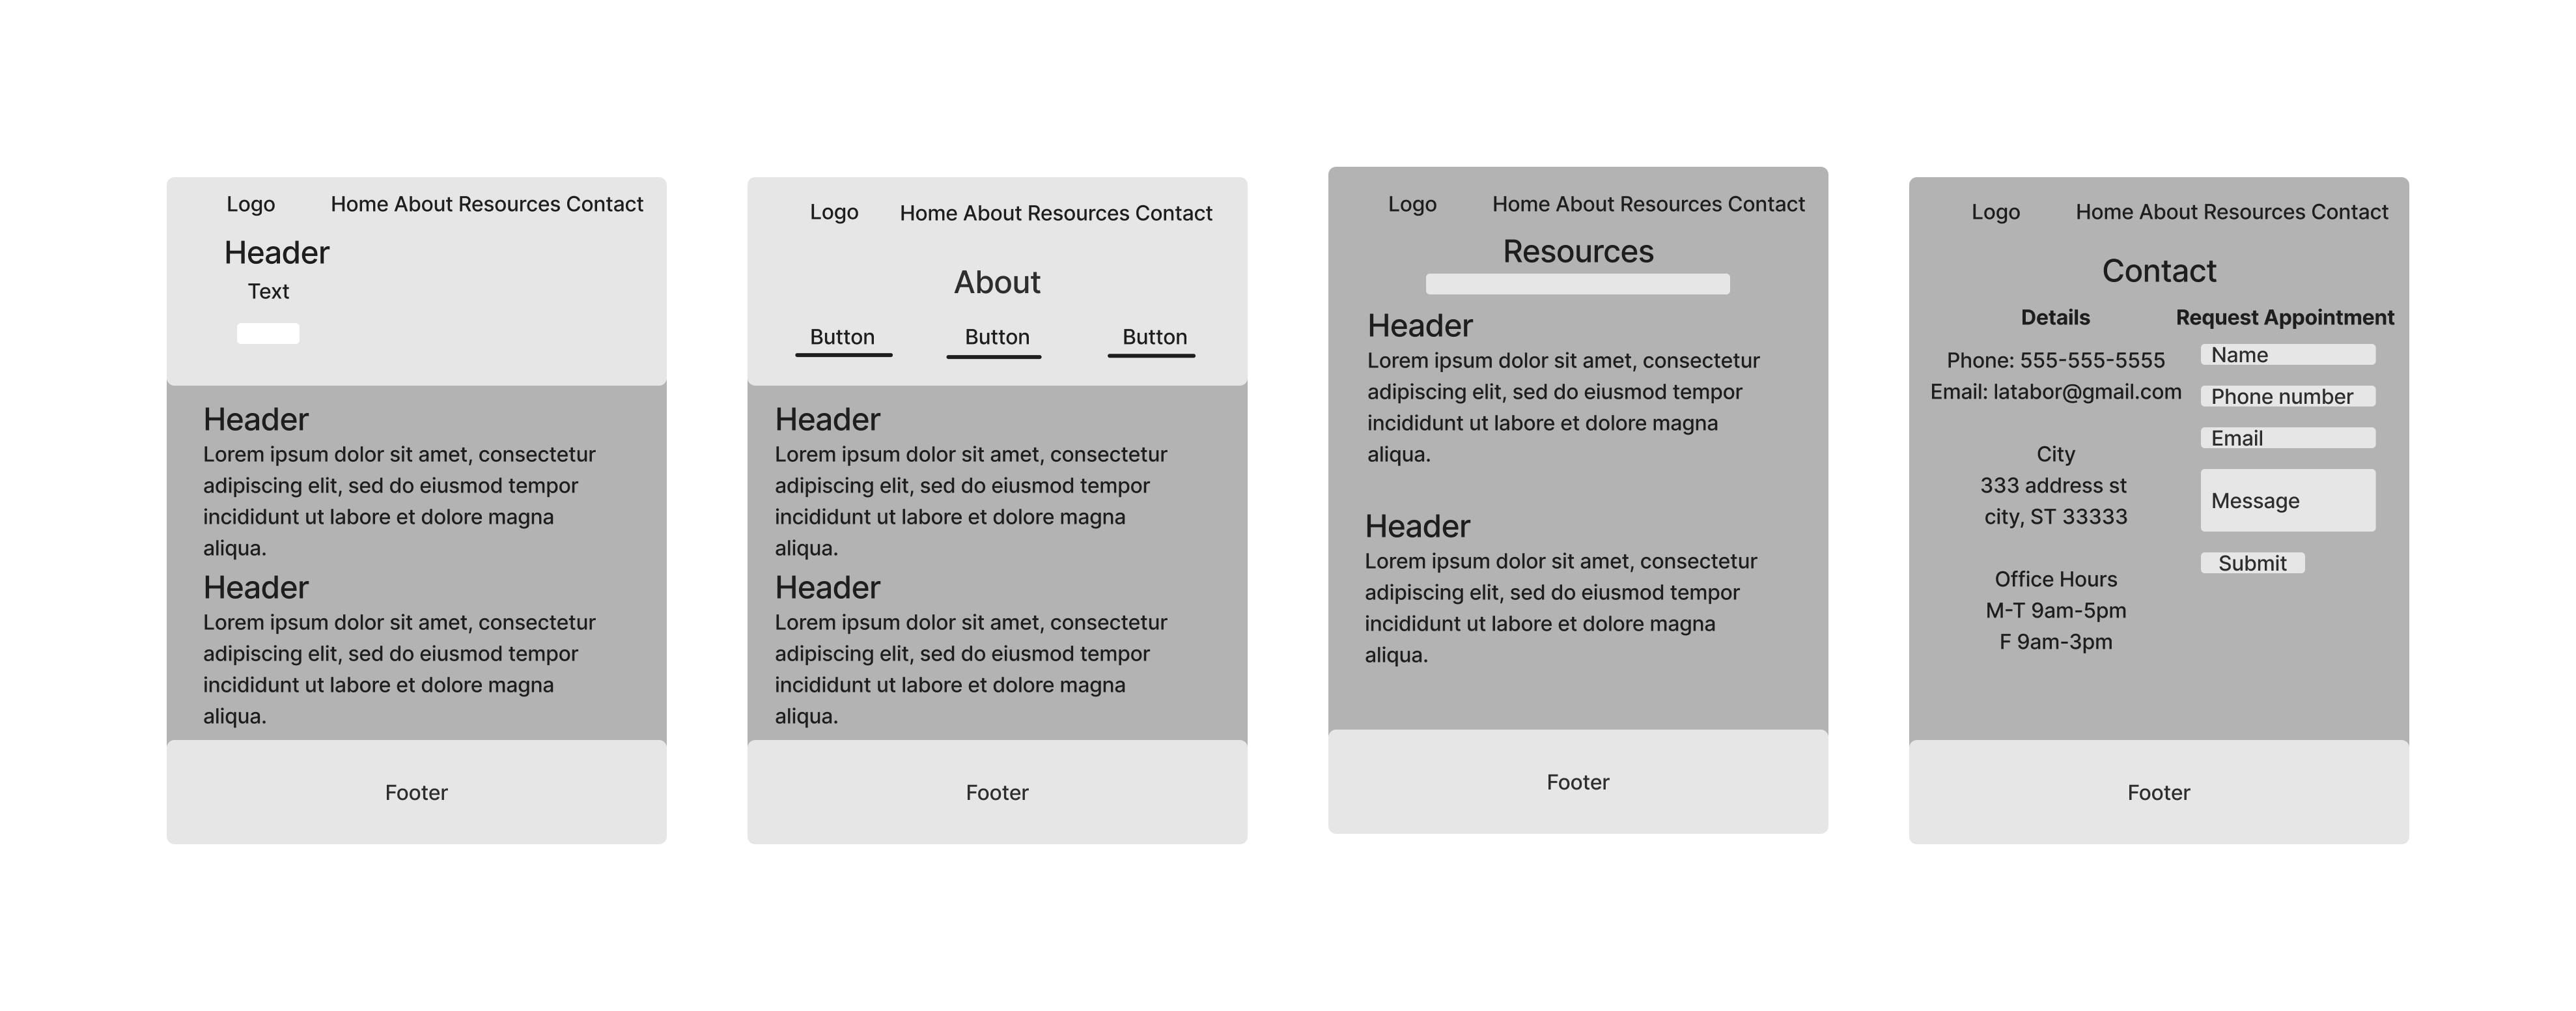 Logo
Home About Resources Contact
Header
Text
Header
Lorem ipsum dolor sit amet, consectetur
adipiscing elit, sed do eiusmod tempor
incididunt ut labore et dolore magna
aliqua.
Header
Lorem ipsum dolor sit amet, consectetur
adipiscing elit, sed do eiusmod tempor
incididunt ut labore et dolore magna
aliqua.
Footer
Logo
Home About Resources Contact
About
Button
Button
Button
Header
Lorem ipsum dolor sit amet, consectetur
adipiscing elit, sed do eiusmod tempor
incididunt ut labore et dolore magna
aliqua.
Header
Lorem ipsum dolor sit amet, consectetur
adipiscing elit, sed do eiusmod tempor
incididunt ut labore et dolore magna
aliqua.
Footer
Logo
Home About Resources Contact
Resources
Header
Lorem ipsum dolor sit amet, consectetur
adipiscing elit, sed do eiusmod tempor
incididunt ut labore et dolore magna
aliqua.
Header
Lorem ipsum dolor sit amet, consectetur
adipiscing elit, sed do eiusmod tempor
incididunt ut labore et dolore magna
aliqua.
Footer
Logo
Home About Resources Contact
Contact
Details
Phone: 555-555-5555
Email: latabor@gmail.com
City
333 address st
city, ST 33333
Office Hours
M-T 9am-5pm
F 9am-3pm
Request Appointment
Name
Phone number
Email
Message
Submit
Footer